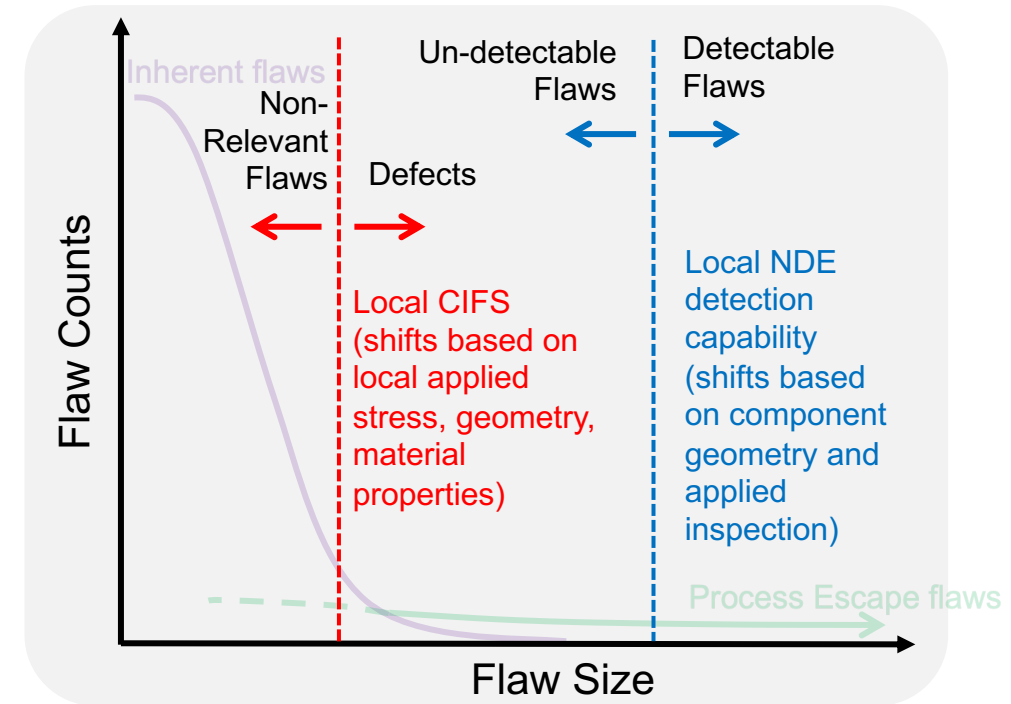 Inherent flaws
Non-
Relevant
Flaws
Defects
Un-detectable
Flaws
Detectable
Flaws
Local CIFS
(shifts based on
local applied
stress, geometry,
material
properties)
Local NDE
detection
capability
(shifts based
on component
geometry and
applied
inspection)
Process Escape flaws
Flaw Counts
Flaw Size